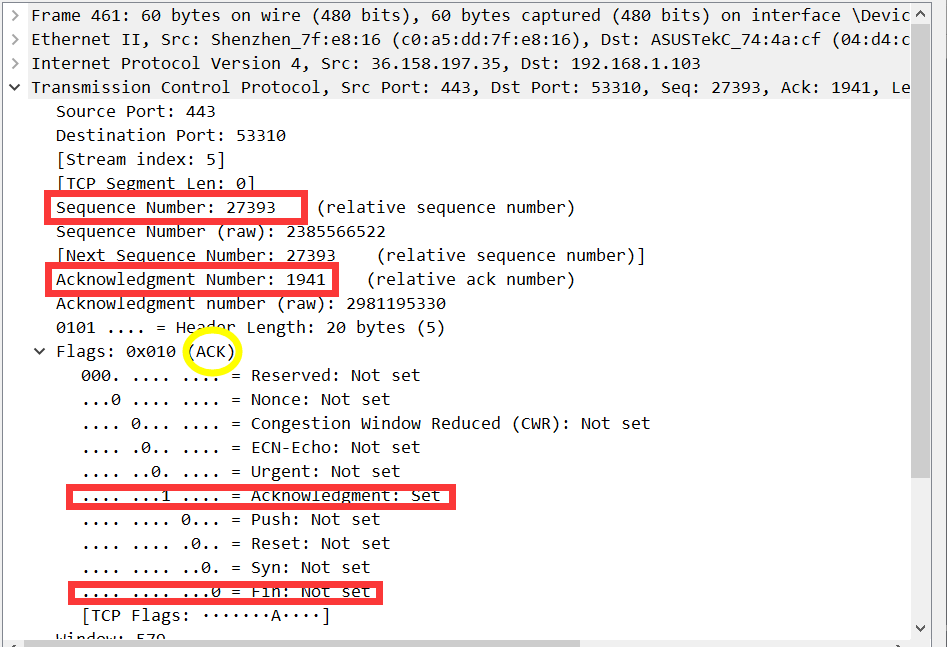 Frame 461: 60 bytes on wire (480 bits), 60 bytes captured (480 bits) on interface \Devic
Ethernet II, Src: Shenzhen_7f:e8:16 (c0:a5:dd:7f:e8:16), Dst: ASUSTekC_74:4a:cf (04:d4:c
Internet Protocol Version 4, Src: 36.158.197.35, Dst: 192.168.1.103
Transmission Control Protocol, Src Port: 443, Dst Port: 53310, Seq: 27393, Ack: 1941, Le
Source Port: 443
Destination Port: 53310
[Stream index: 5]
[TCP Segment Len: 0]
Sequence Number: 27393 (relative sequence number)
Sequence Number (raw): 2385566522
[Next Sequence Number: 27393 (relative sequence number)]
Acknowledgment Number: 1941 (relative ack number)
Acknowledgment number (raw): 2981195330
0101 .... = Header Length: 20 bytes (5)
Flags: 0x010 (ACK)
000. .... .... = Reserved: Not set
...0 .... .... = Nonce: Not set
.... 0... .... = Congestion Window Reduced (CWR): Not set
.... .0.. .... = ECN-Echo: Not set
.... ..0. .... = Urgent: Not set
.... ...1 .... = Acknowledgment: Set
.... .... 0... = Push: Not set
.... .... .0.. = Reset: Not set
.... .... ..0. = Syn: Not set
.... .... ...0 = Fin: Not set
[TCP Flags: ·······A····]
Window: 579